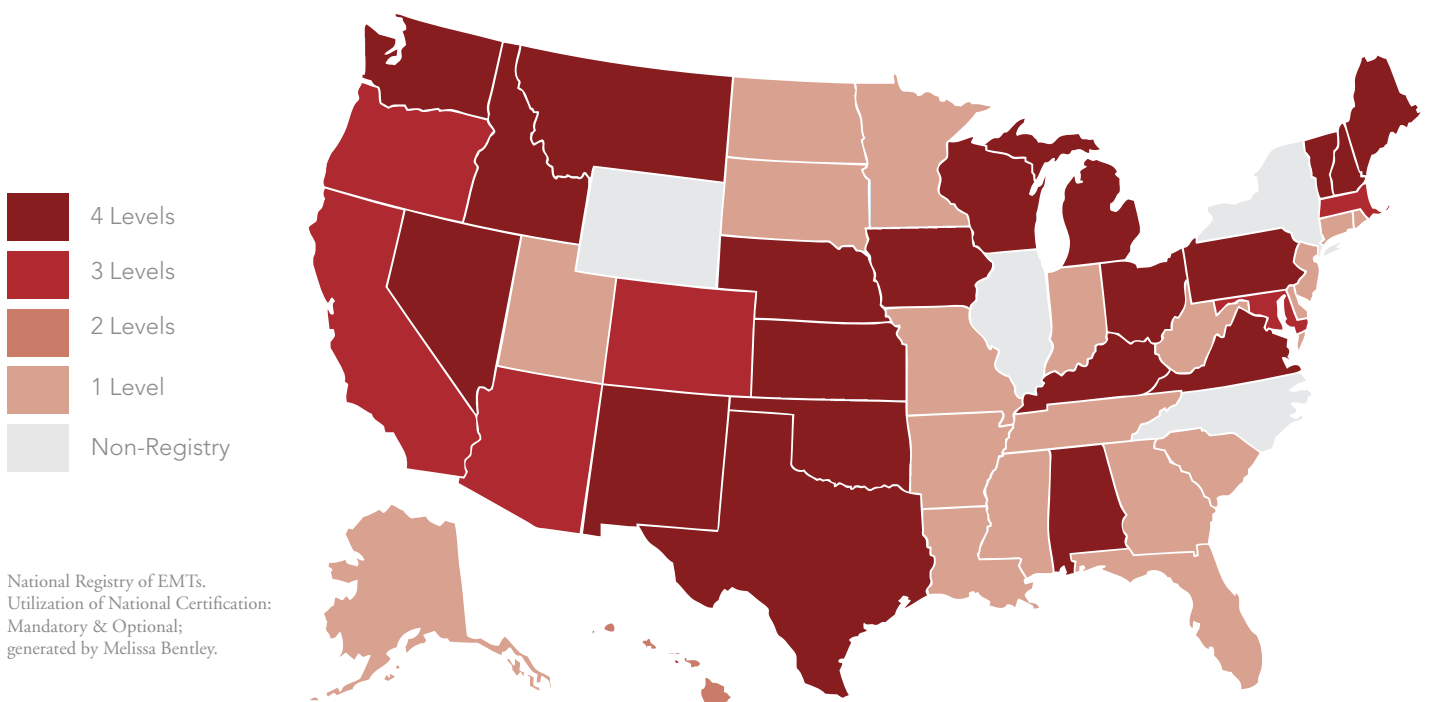 4 Levels
3 Levels
2 Levels
1 Level
Non-Registry
National Registry of EMTs.
Utilization of National Certification:
Mandatory & Optional;
generated by Melissa Bentley.